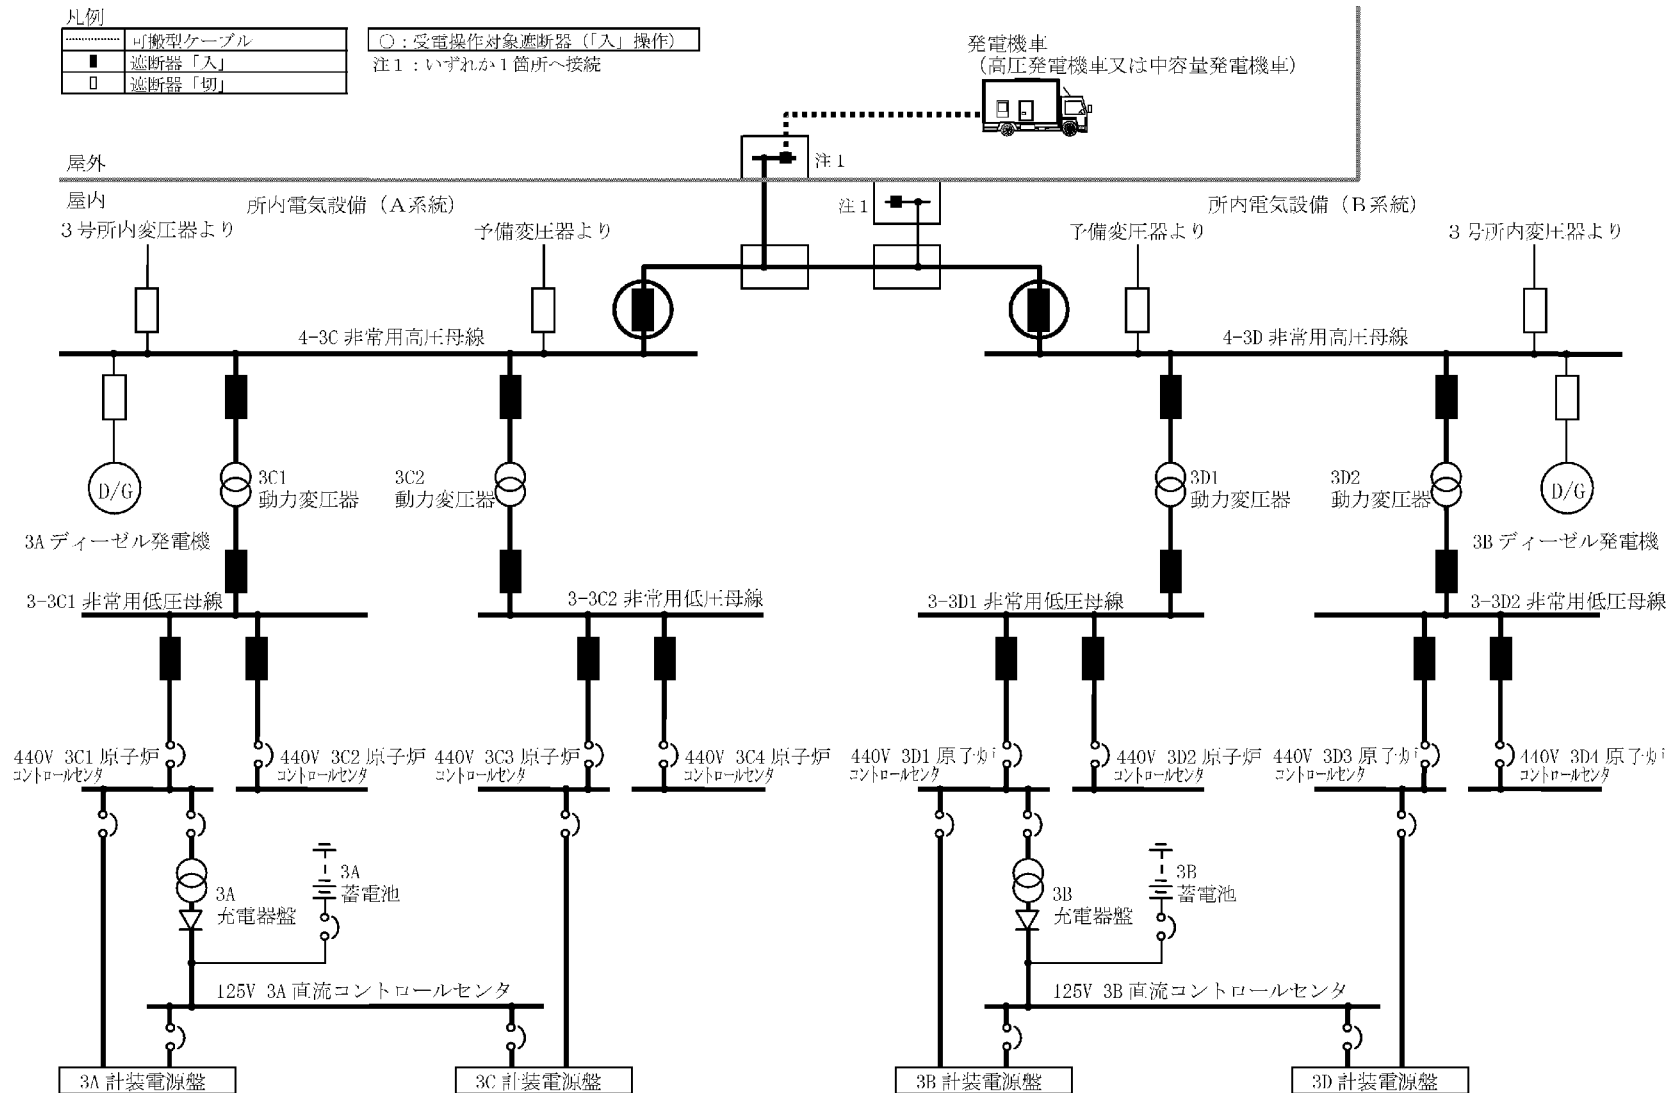 凡例
可搬型ケーブル
遮断器「入」
遮断器「切」
○：受電操作対象遮断器（「入」操作）
注1：いずれか1箇所へ接続
発電機車
（高圧発電機車又は中容量発電機車）
注1
屋外
屋内
所内電気設備（A系統）
注1
所内電気設備（B系統）
3号所内変圧器より
予備変圧器より
予備変圧器より
3号所内変圧器より
4-3C 非常用高圧母線
4-3D 非常用高圧母線
D/G
3C1
動力変圧器
3C2
動力変圧器
3D1
動力変圧器
3D2
動力変圧器
D/G
3A ディーゼル発電機
3B ディーゼル発電機
3-3C1 非常用低圧母線
3-3C2 非常用低圧母線
3-3D1 非常用低圧母線
3-3D2 非常用低圧母線
440V 3C1 原子炉
コントロールセンタ
440V 3C2 原子炉
コントロールセンタ
440V 3C3 原子炉
コントロールセンタ
440V 3C4 原子炉
コントロールセンタ
440V 3D1 原子炉
コントロールセンタ
440V 3D2 原子炉
コントロールセンタ
440V 3D3 原子炉
コントロールセンタ
440V 3D4 原子炉
コントロールセンタ
3A
充電器盤
3A
蓄電池
3B
充電器盤
3B
蓄電池
125V 3A 直流コントロールセンタ
125V 3B 直流コントロールセンタ
3A 計装電源盤
3C 計装電源盤
3B 計装電源盤
3D 計装電源盤